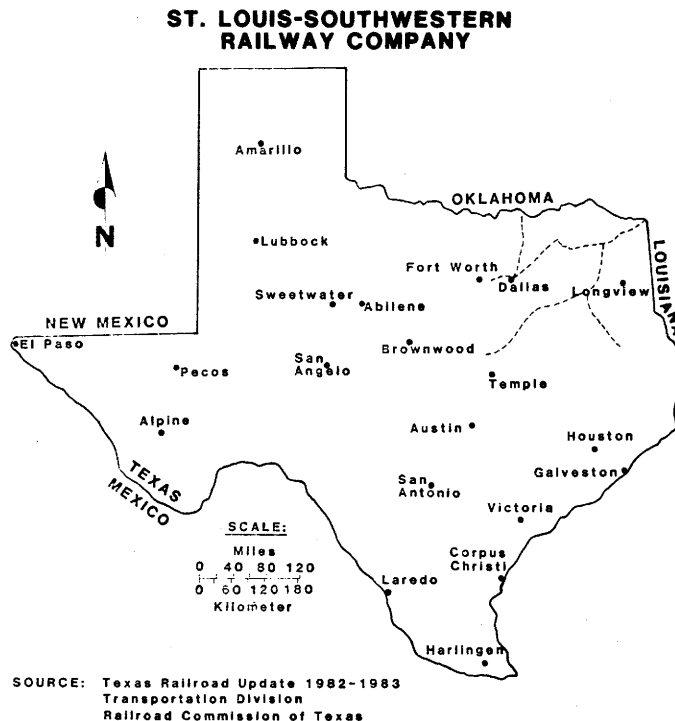 ST. LOUIS-SOUTHWESTERN
RAILWAY COMPANY
Amarillo
N
OKLAHOMA
LOUISIANA
Lubbock
Fort Worth
Dallas
Longview
Sweetwater
Abilene
NEW MEXICO
El Paso
Brownwood
San
Angelo
Pecos
Temple
Alpine
Austin
Houston
TEXAS
MEXICO
Galveston
San
Antonio
Victoria
SCALE:
Miles
0 40 80 120
0 60 120 180
Kilometer
Corpus
Christi
Laredo
Harlingen
SOURCE: Texas Railroad Update 1982-1983
Transportation Division
Railroad Commission of Texas